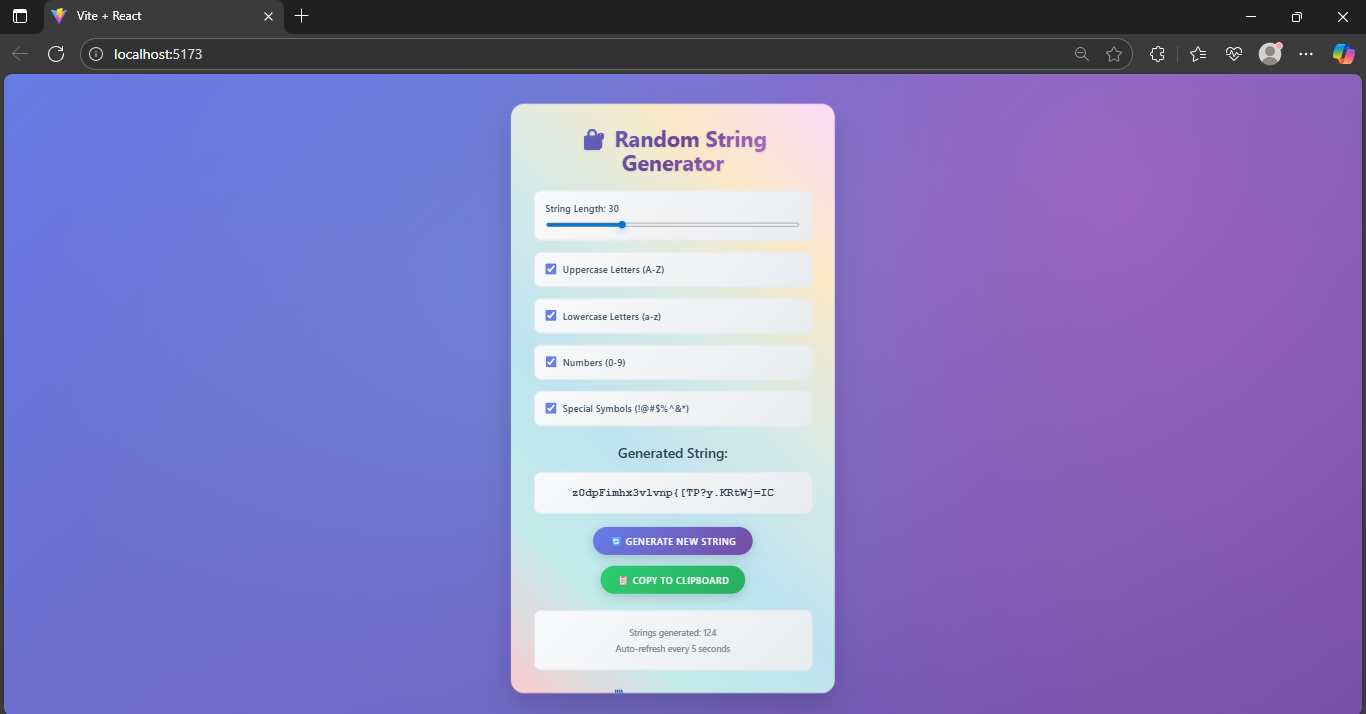 Vite + React
localhost:5173
Random String
Generator
String Length: 30
Uppercase Letters (A-Z)
Lowercase Letters (a-z)
Numbers (0-9)
Special Symbols (!@#$%^&*)
Generated String:
z0dpFimhx3vlvnp{[TP?y.KRtWj=IC
GENERATE NEW STRING
COPY TO CLIPBOARD
Strings generated: 124
Auto-refresh every 5 seconds